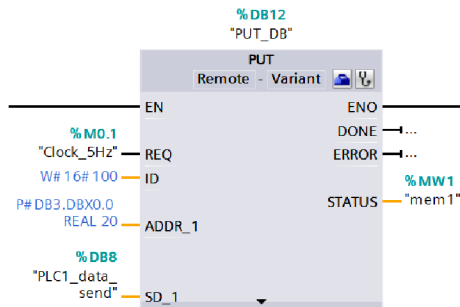 %DB12
"PUT_DB"
PUT
Remote - Variant
EN ENO
DONE ...
%M0.1
"Clock_5Hz" REQ ERROR ...
W#16#100 ID
%MW1
P#DB3.DBX0.0 STATUS "mem1"
REAL 20 ADDR_1
%DB8
"PLC1_data_
send" SD_1